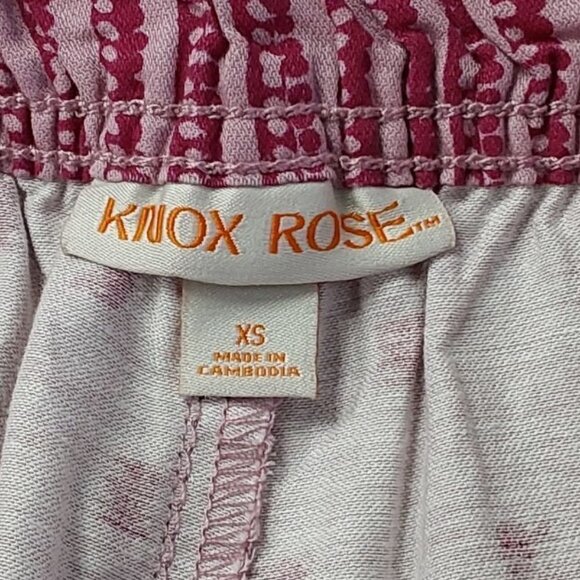 KNOX ROSE™
XS
MADE IN
CAMBODIA